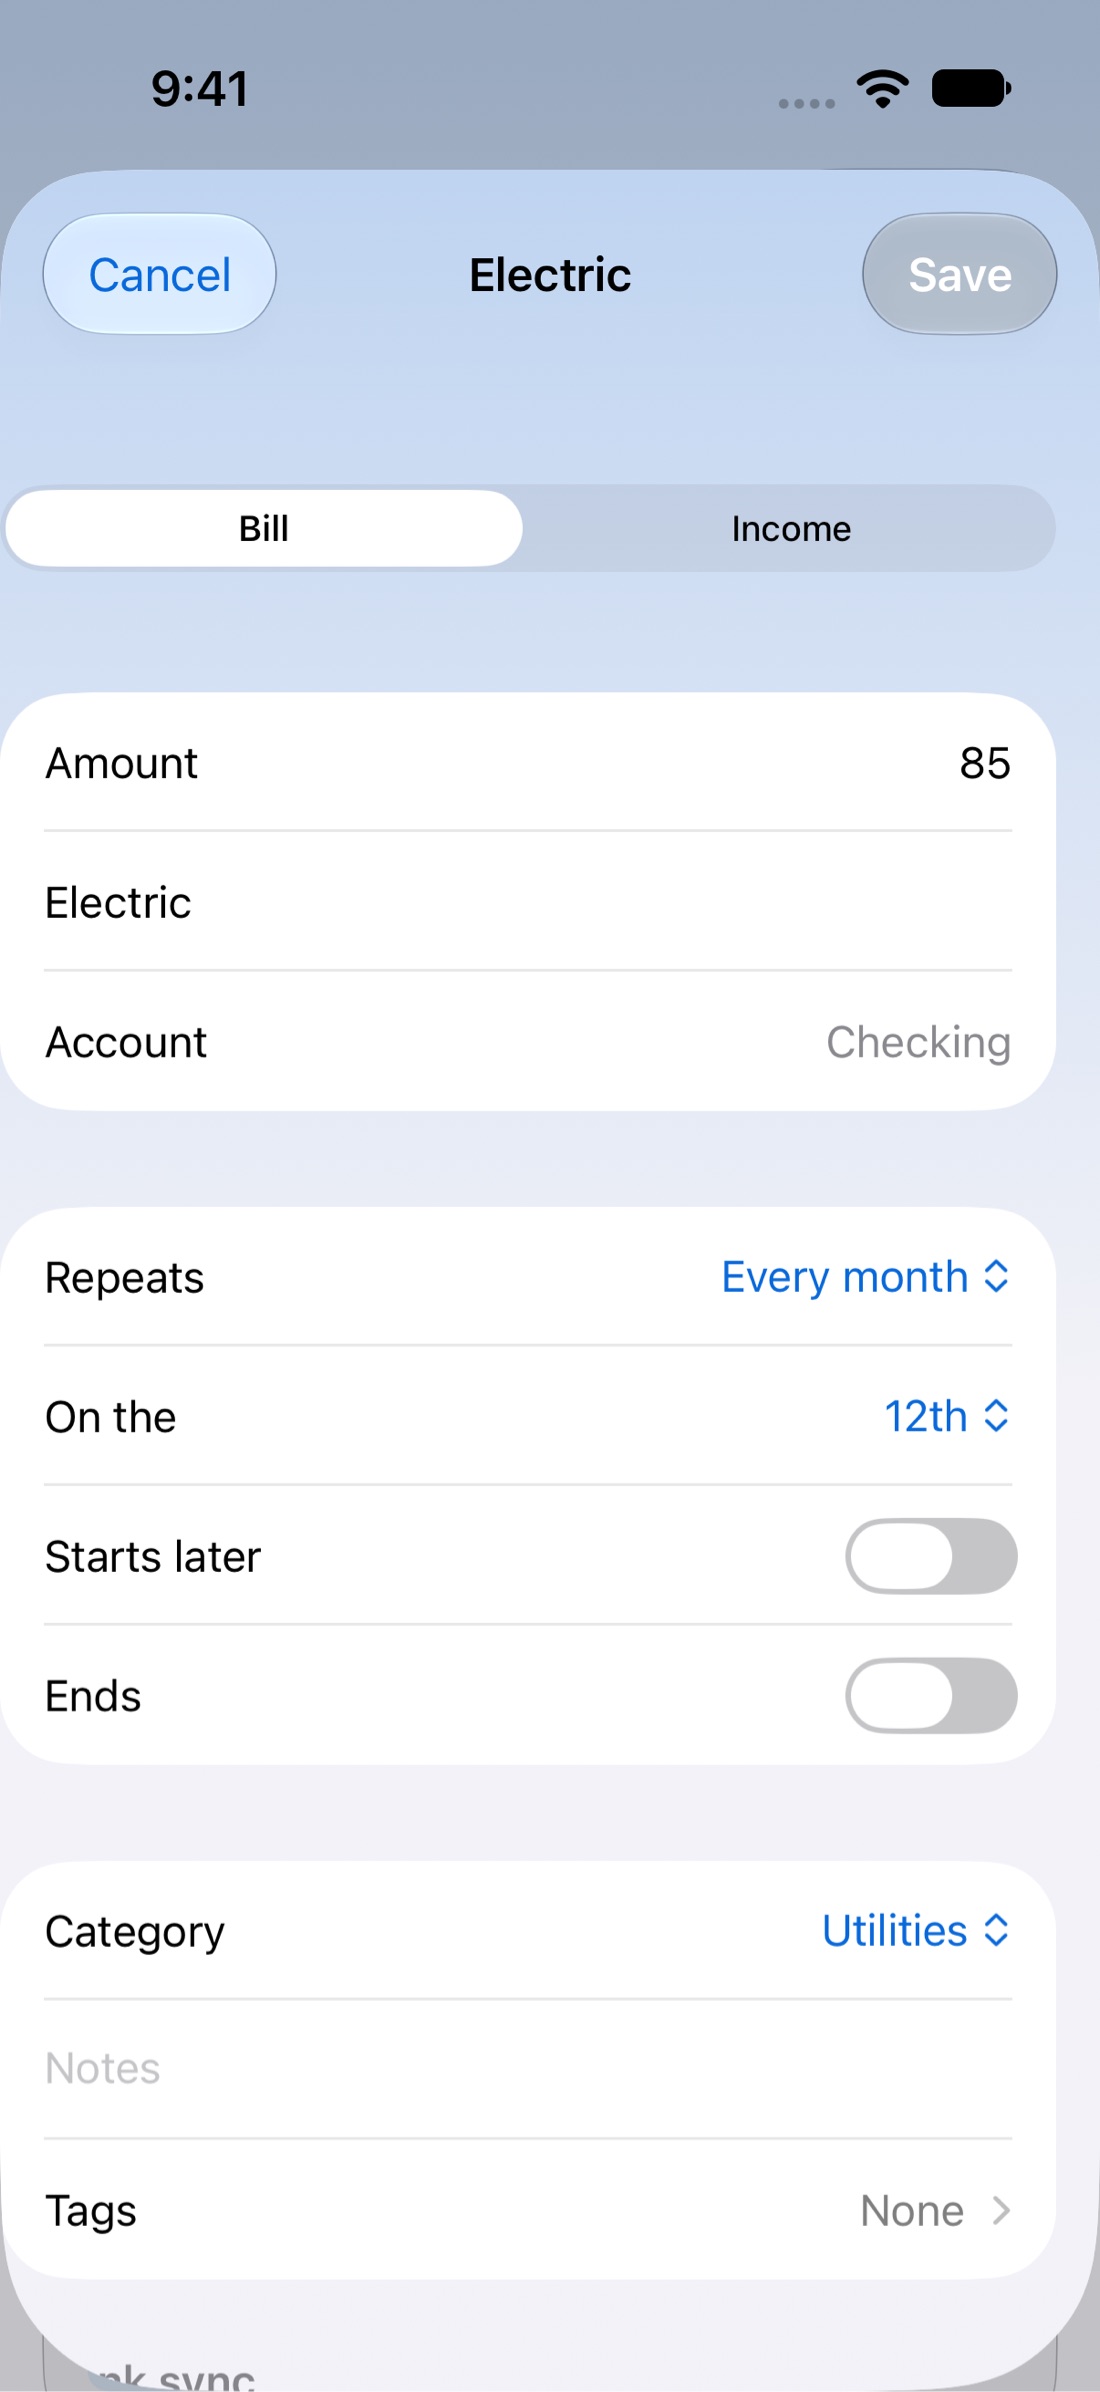 9:41
Cancel
Electric
Save
Bill
Income
Amount
85
Electric
Account
Checking
Repeats
Every month
On the
12th
Starts later
Ends
Category
Utilities
Notes
Tags
None
sync